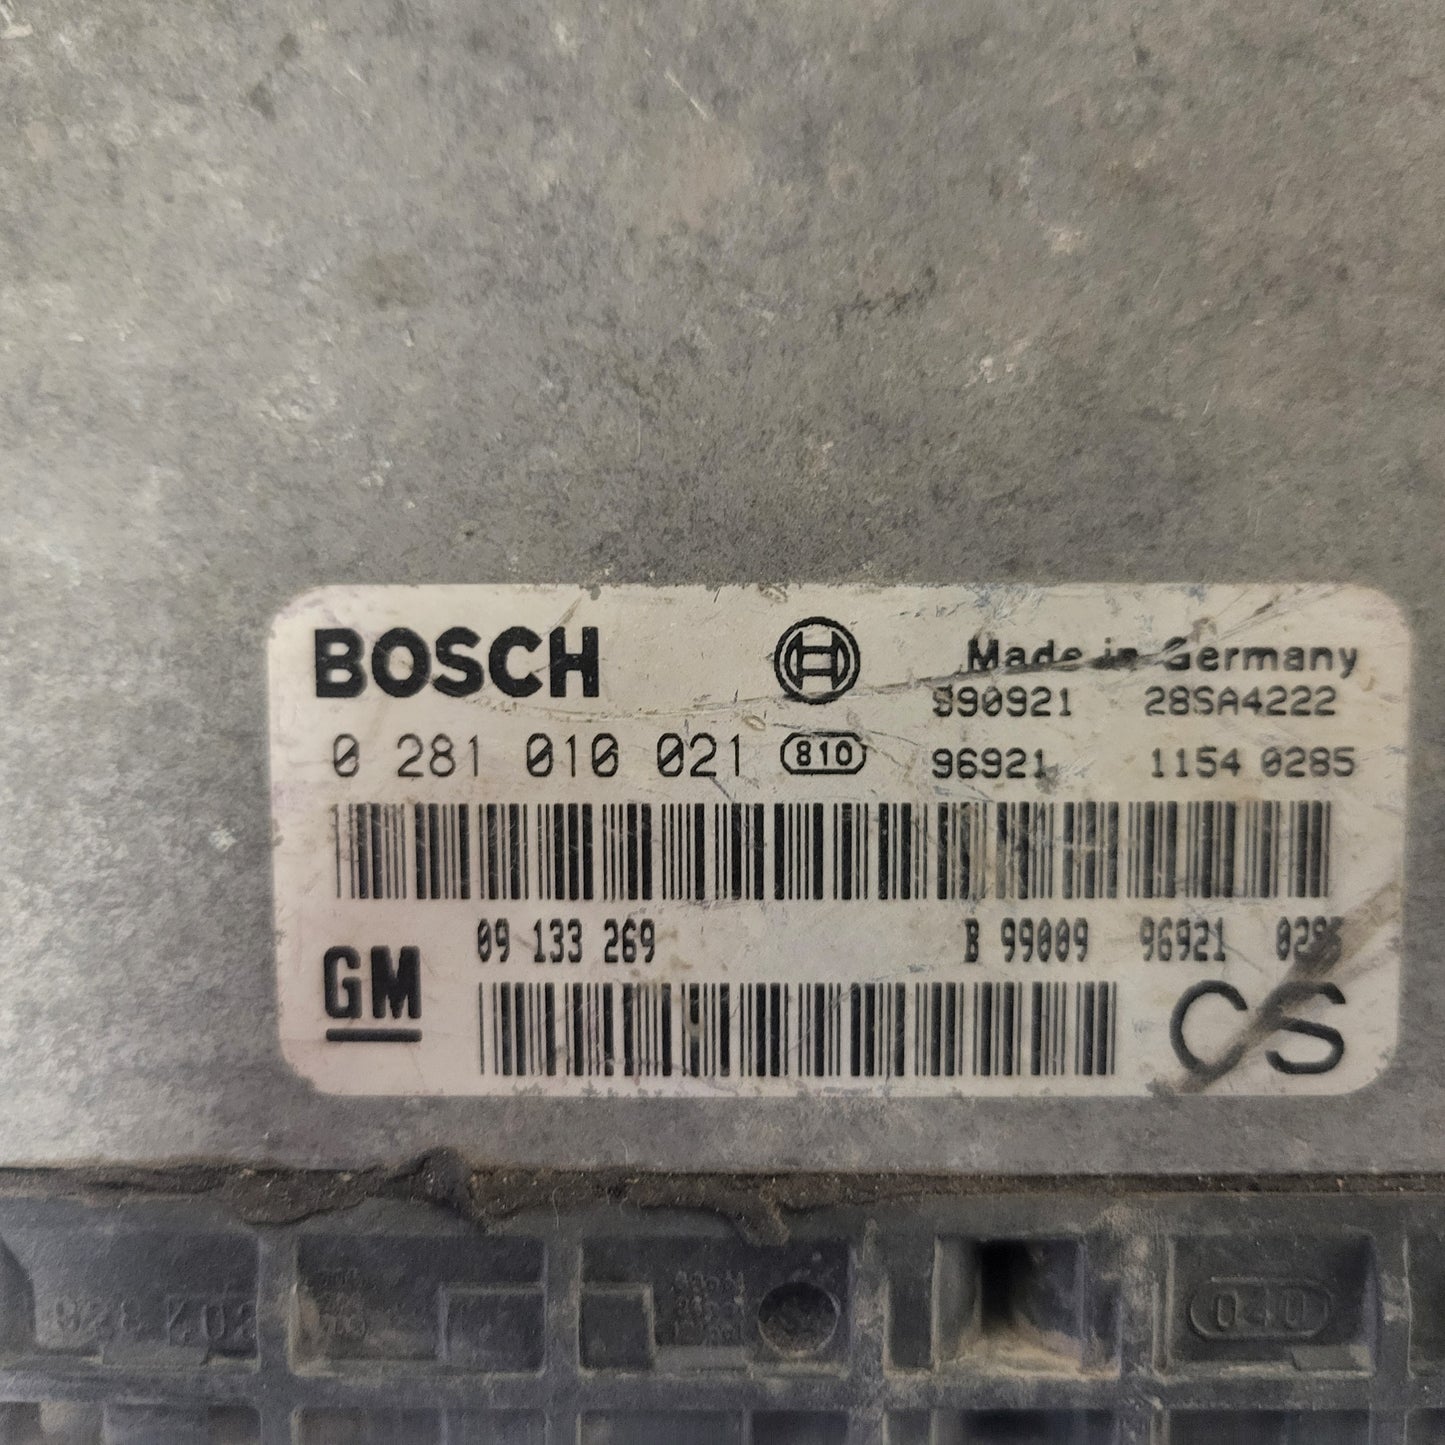 BOSCH
Made in Germany
990921 28SA4222
0 281 010 021 810 96921 1154 0285
09 133 269 B 99009 96921 0285
GM CS
040